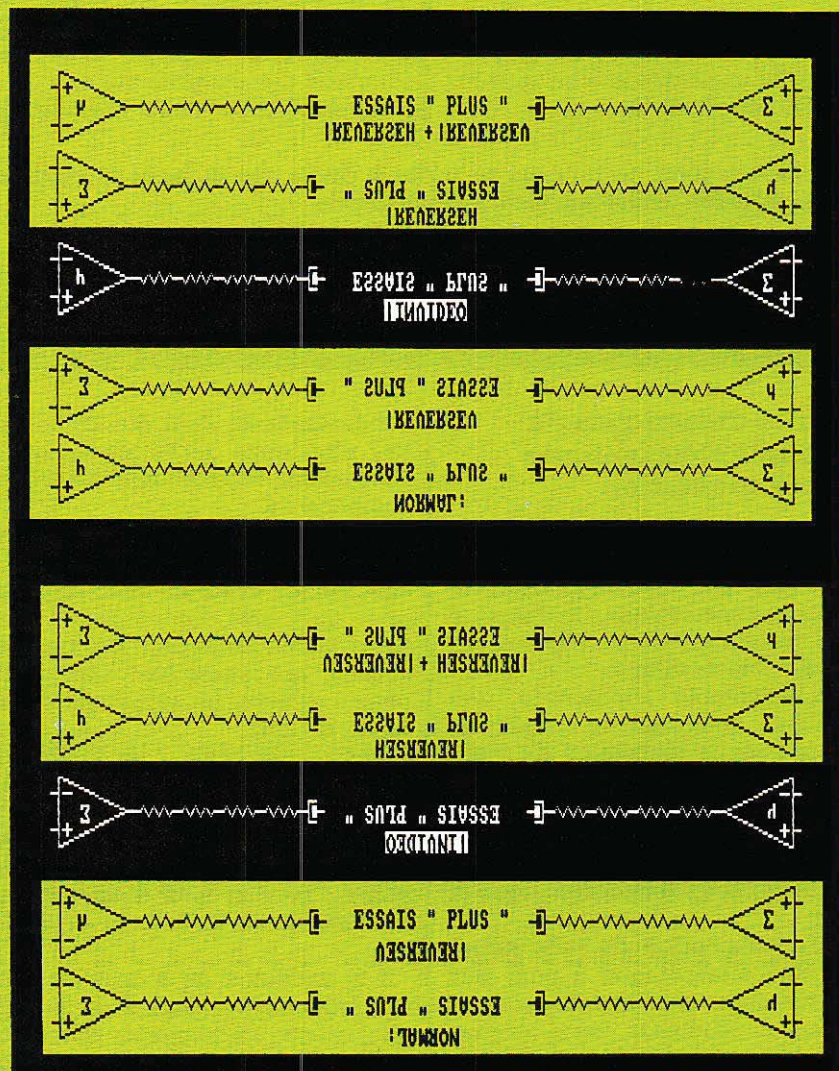 µ ESSAIS " PLUS " Σ
|REVERSEH + |REVERSEV
Σ ESSAIS " PLUS " µ
|REVERSEH
µ ESSAIS " PLUS " Σ
|INVIDEO
Σ ESSAIS " PLUS " µ
|REVERSEV
µ ESSAIS " PLUS " Σ
NORMAL:
Σ ESSAIS " PLUS " µ
|REVERSEH + |REVERSEV
µ ESSAIS " PLUS " Σ
|REVERSEH
Σ ESSAIS " PLUS " µ
|INVIDEO
µ ESSAIS " PLUS " Σ
|REVERSEV
Σ ESSAIS " PLUS " µ
NORMAL: